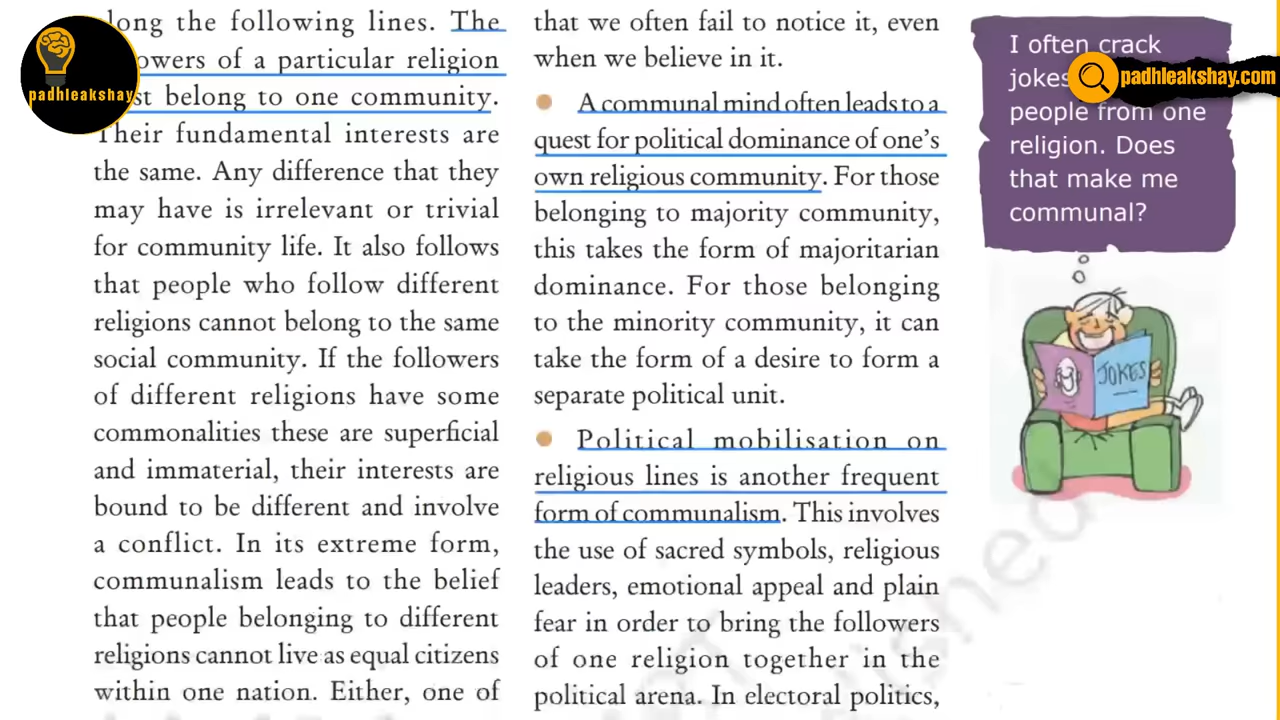 long the following lines. The
owers of a particular religion
st belong to one community.
Their fundamental interests are
the same. Any difference that they
may have is irrelevant or trivial
for community life. It also follows
that people who follow different
religions cannot belong to the same
social community. If the followers
of different religions have some
commonalities these are superficial
and immaterial, their interests are
bound to be different and involve
a conflict. In its extreme form,
communalism leads to the belief
that people belonging to different
religions cannot live as equal citizens
within one nation. Either, one of
that we often fail to notice it, even
when we believe in it.
A communal mind often leads to a
quest for political dominance of one's
own religious community. For those
belonging to majority community,
this takes the form of majoritarian
dominance. For those belonging
to the minority community, it can
take the form of a desire to form a
separate political unit.
Political mobilisation on
religious lines is another frequent
form of communalism. This involves
the use of sacred symbols, religious
leaders, emotional appeal and plain
fear in order to bring the followers
of one religion together in the
political arena. In electoral politics,
I often crack
jokes
people from one
religion. Does
that make me
communal?
JOKES
padhleakshay
padhleakshay.com